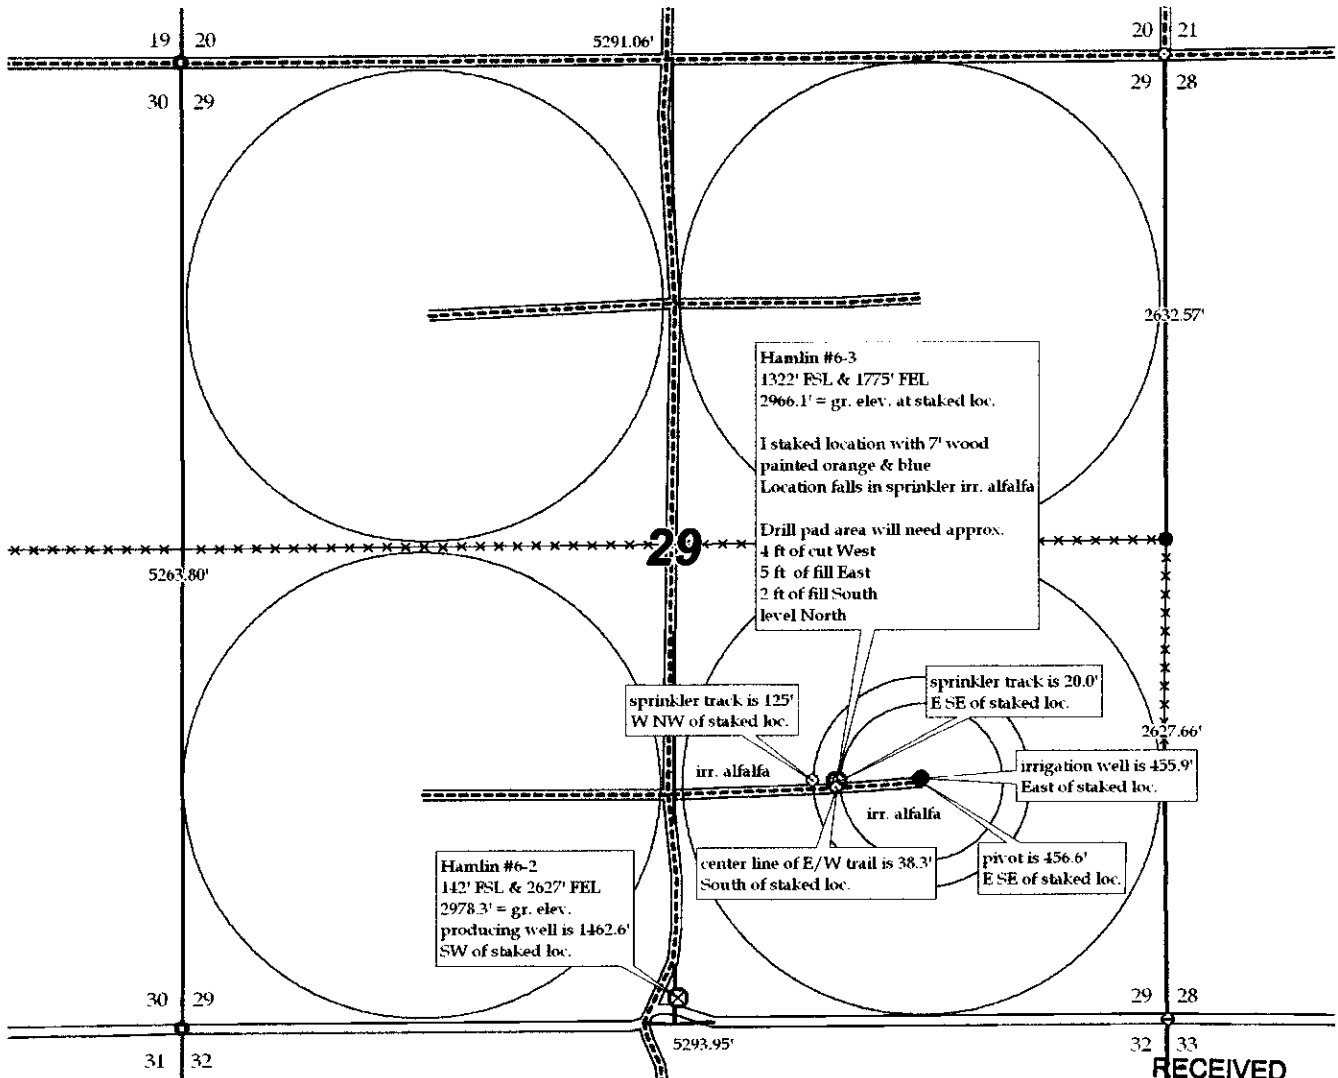 19 20
5291.06'
20 21
30 29
29 28
2632.57'
Hamlin #6-3
1322' FSL & 1775' FEL
2966.1' = gr. elev. at staked loc.
I staked location with 7' wood
painted orange & blue
Location falls in sprinkler irr. alfalfa
Drill pad area will need approx.
4 ft of cut West
5 ft of fill East
2 ft of fill South
level North
29
5263.80'
sprinkler track is 125'
W NW of staked loc.
sprinkler track is 20.0'
E SE of staked loc.
2627.66'
irr. alfalfa
irrigation well is 455.9'
East of staked loc.
irr. alfalfa
center line of E/W trail is 38.3'
South of staked loc.
pivot is 456.6'
E SE of staked loc.
Hamlin #6-2
142' FSL & 2627' FEL
2978.3' = gr. elev.
producing well is 1462.6'
SW of staked loc.
30 29
29 28
5293.95'
31 32
32 33
RECEIVED